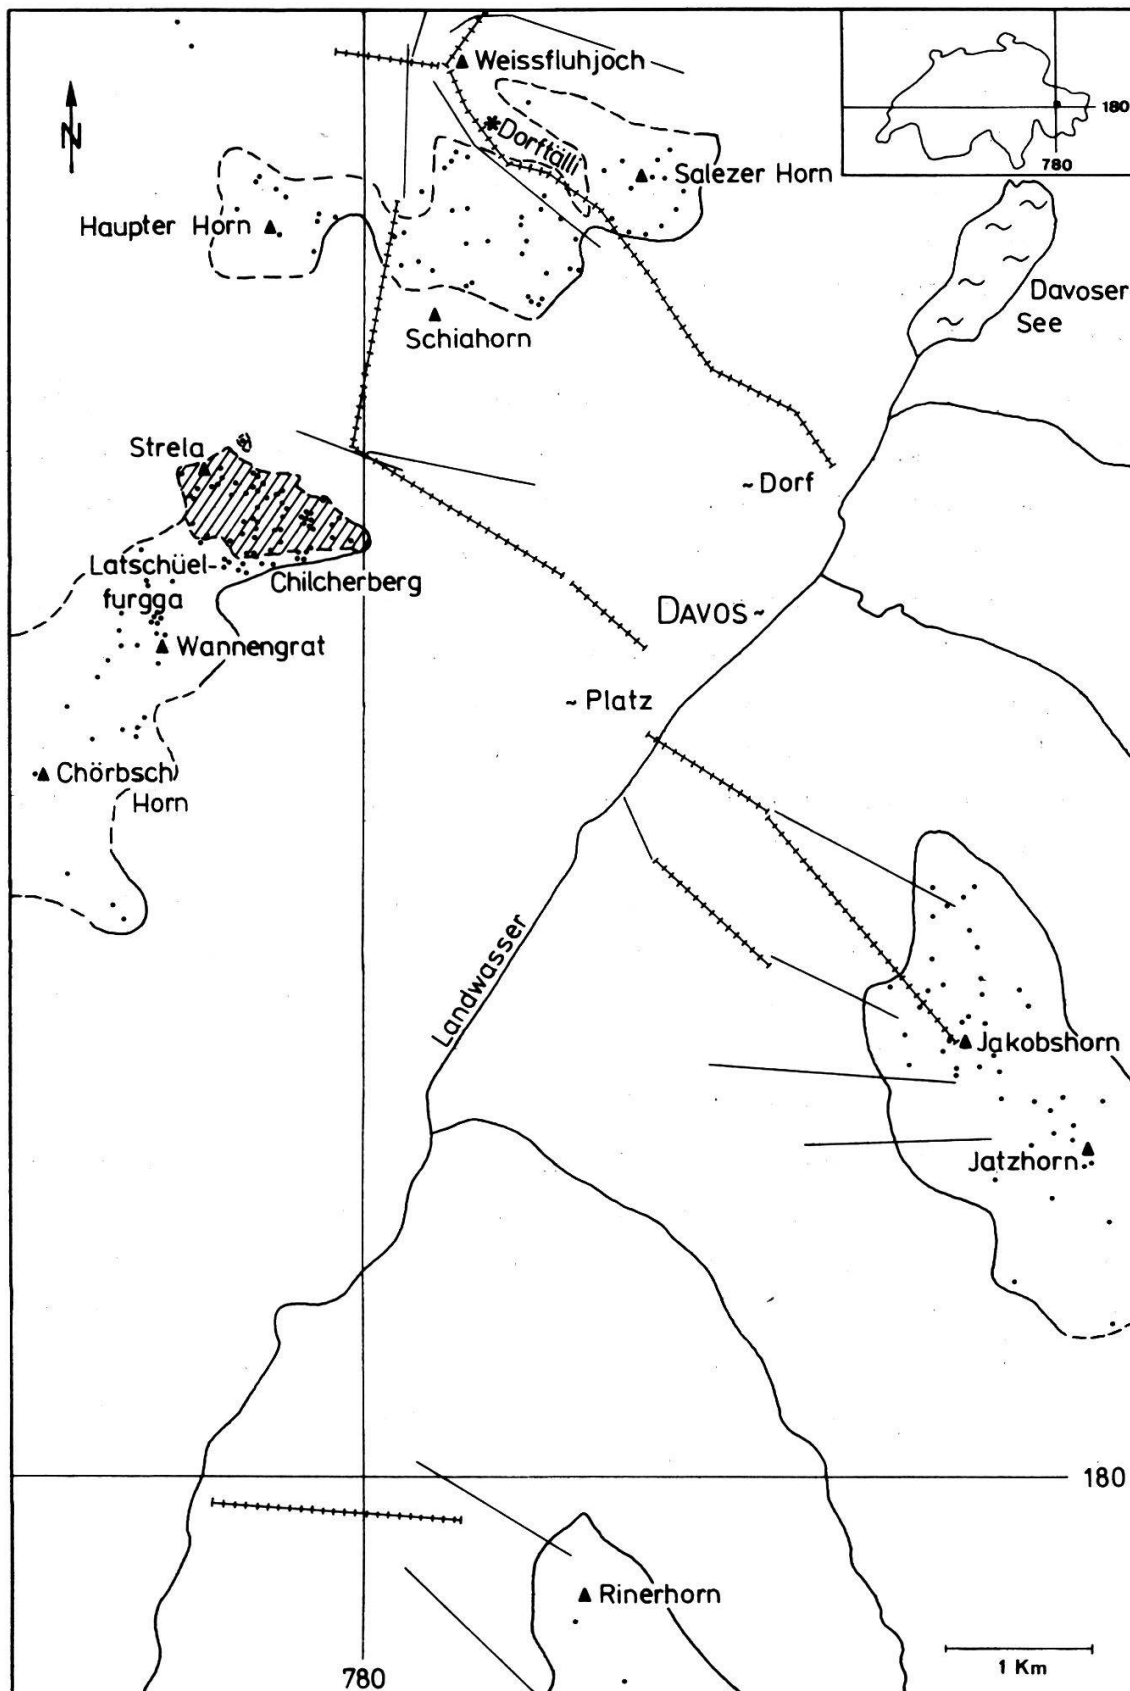 Weissfluhjoch
180
N
Dorftälli
780
Salezer Horn
Haupter Horn
Davoser
See
Schiahorn
Strela
~Dorf
Latschüel-
furgga
Chilcherberg
DAVOS~
Wannengrat
~Platz
Chörbsch
Horn
Landwasser
Jakobshorn
Jatzhorn
180
Rinerhorn
780
1 Km